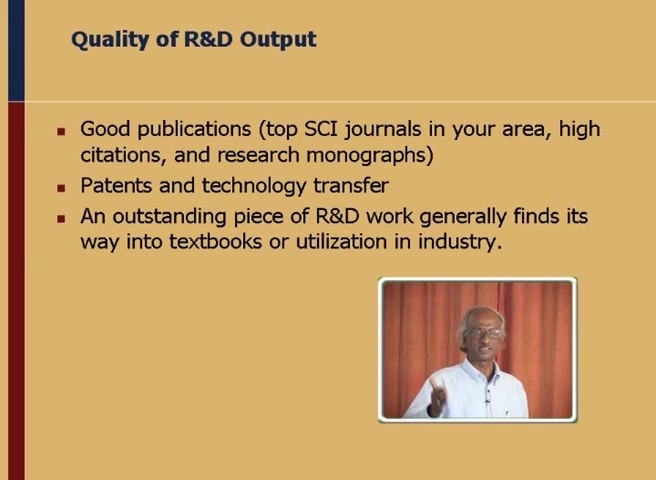 Quality of R&D Output
▪ Good publications (top SCI journals in your area, high
citations, and research monographs)
▪ Patents and technology transfer
▪ An outstanding piece of R&D work generally finds its
way into textbooks or utilization in industry.